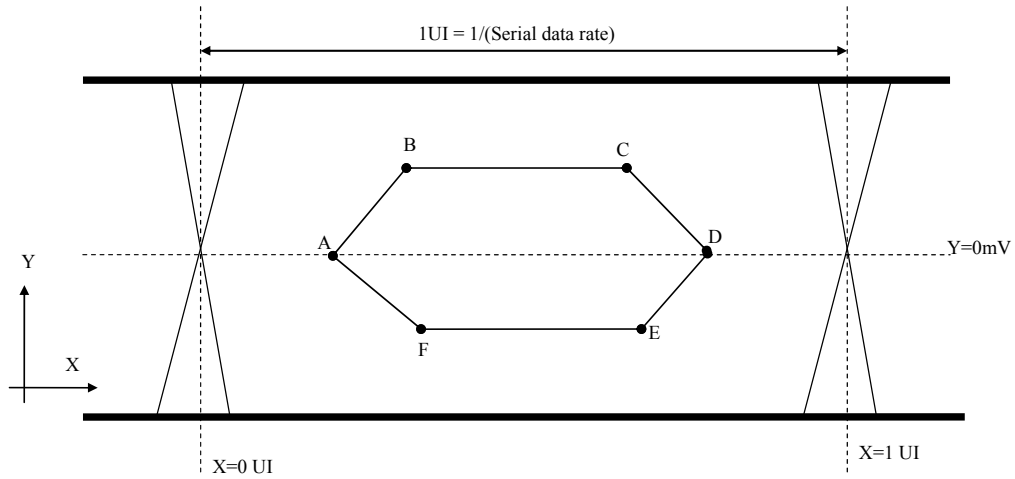 1UI = 1/(Serial data rate)
B
C
A
D
Y=0mV
Y
F
E
X
X=0 UI
X=1 UI